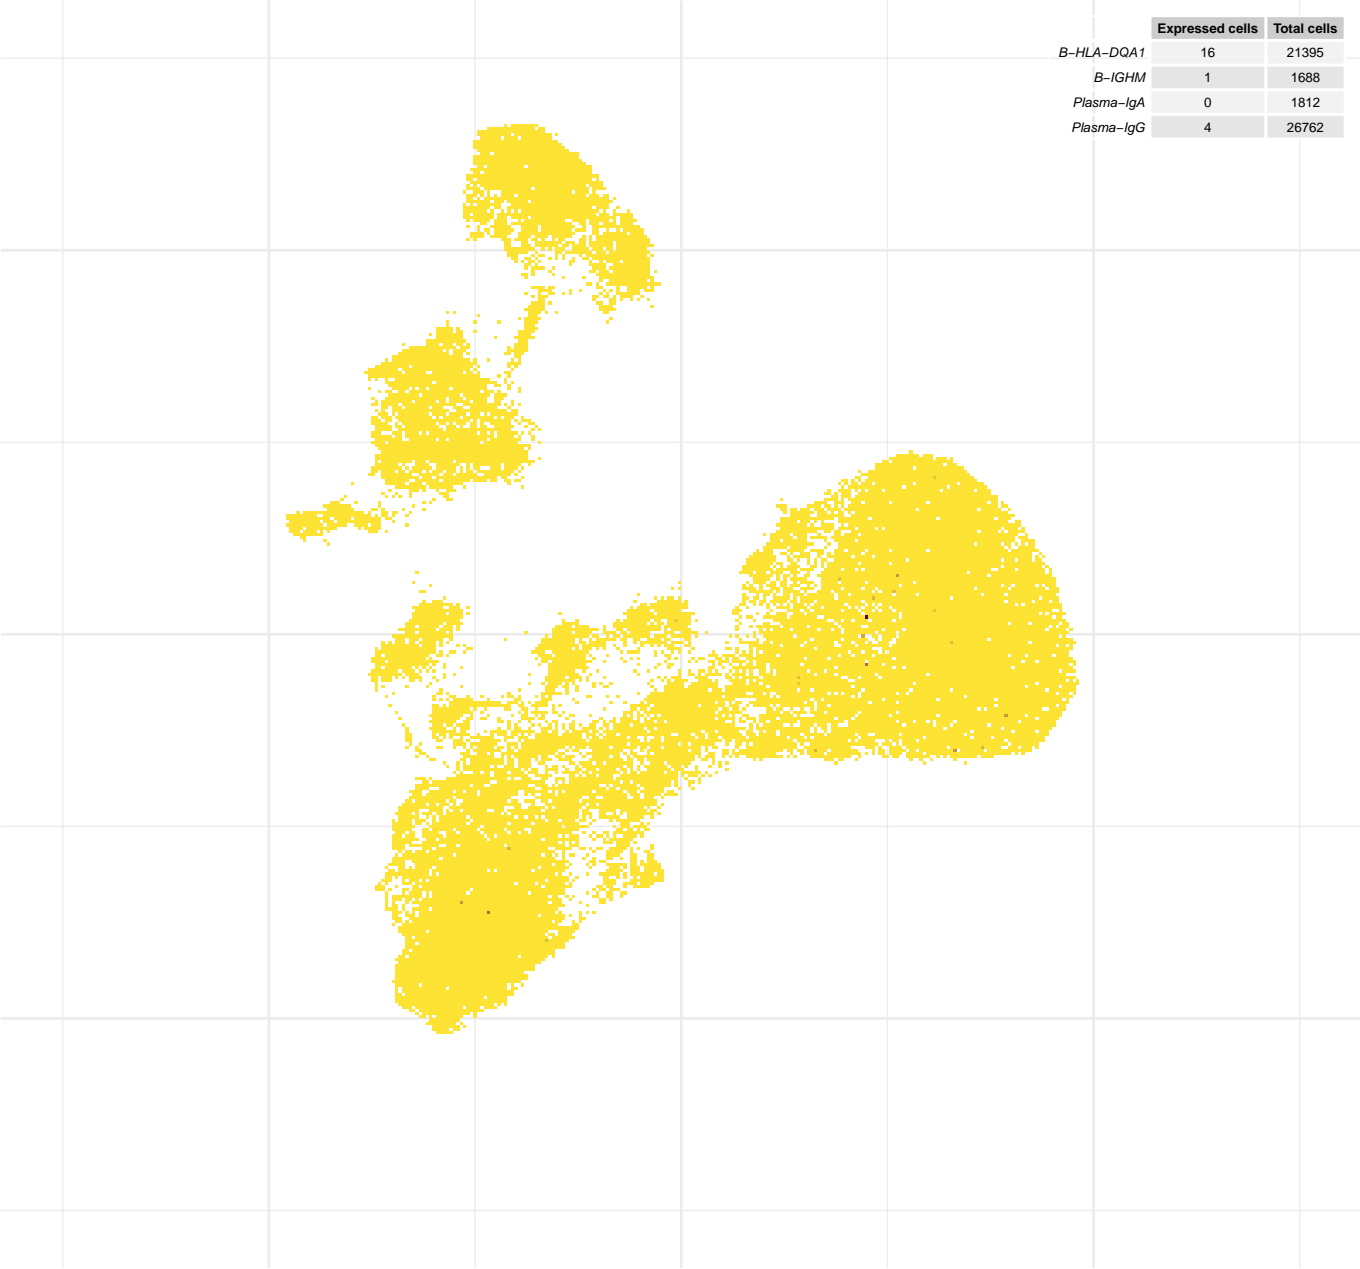 Expressed cells Total cells
B−HLA−DQA1 16 21395
B−IGHM 1 1688
Plasma−IgA 0 1812
Plasma−IgG 4 26762